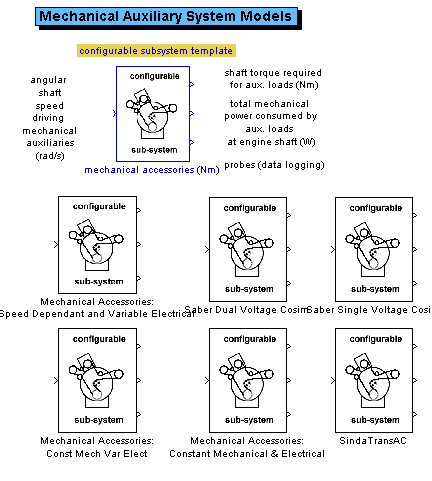 Mechanical Auxiliary System Models
configurable subsystem template
angular
shaft
speed
driving
mechanical
auxiliaries
(rad/s)
configurable
sub-system
mechanical accessories (Nm)
shaft torque required
for aux. loads (Nm)
total mechanical
power consumed by
aux. loads
at engine shaft (W)
probes (data logging)
configurable
sub-system
Mechanical Accessories:
Speed Dependant and Variable Electrical
configurable
sub-system
Saber Dual Voltage Cosim
configurable
sub-system
Saber Single Voltage Cosi
configurable
sub-system
Mechanical Accessories:
Const Mech Var Elect
configurable
sub-system
Mechanical Accessories:
Constant Mechanical & Electrical
configurable
sub-system
SindaTransAC